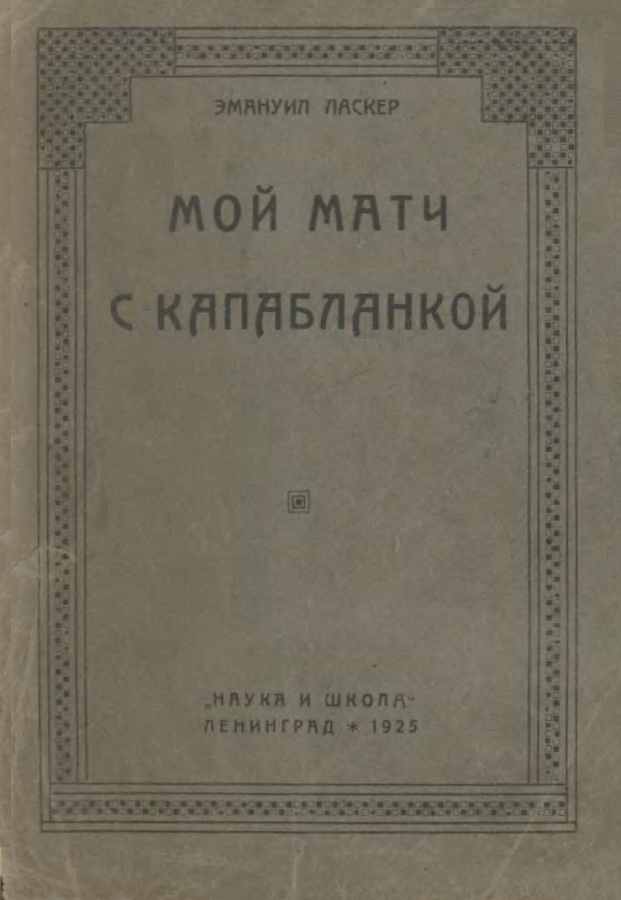 ЭМАНУИЛ ЛАСКЕР
МОЙ МАТЧ
С КАПАБЛАНКОЙ
„НАУКА И ШКОЛА“
ЛЕНИНГРАД * 1925